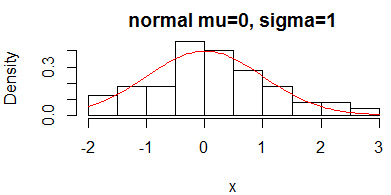 normal mu=0, sigma=1
Density
0.3
0.0
-2 -1 0 1 2 3
x